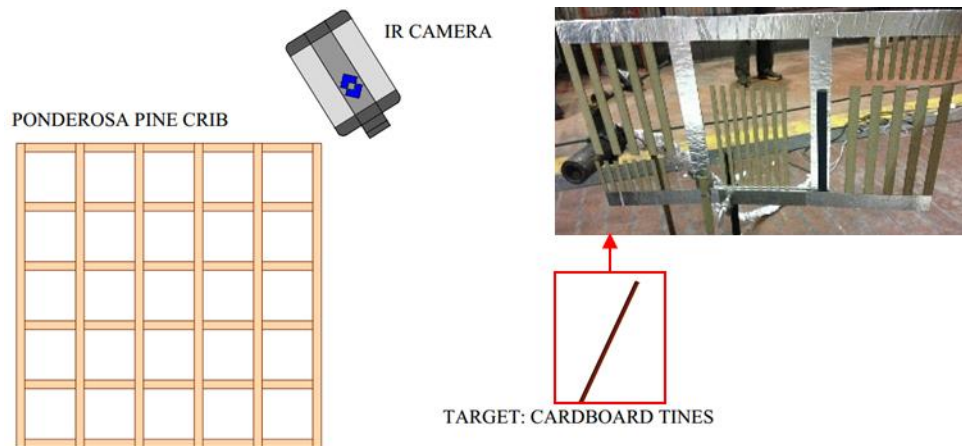 IR CAMERA
PONDEROSA PINE CRIB
TARGET: CARDBOARD TINES